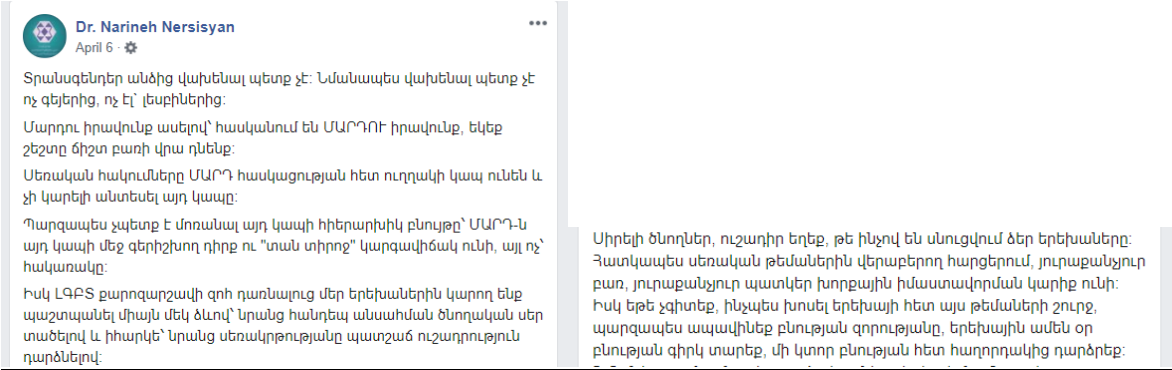 Dr. Narineh Nersisyan
April 6 ·
Տրանսգենդեր անձից վախենալ պետք չէ: Նմանապես վախենալ պետք չէ
ոչ գեյերից, ոչ էլ՝ լեսբիներից:
Մարդու իրավունք ասելով՝ հասկանում են ՄԱՐԴՈՒ իրավունք, եկեք
շեշտը ճիշտ բառի վրա դնենք:
Սեռական հակումները ՄԱՐԴ հասկացության հետ ուղղակի կապ ունեն և
չի կարելի անտեսել այդ կապը:
Պարզապես չպետք է մոռանալ այդ կապի հիերարխիկ բնույթը՝ ՄԱՐԴ-ն
այդ կապի մեջ գերիշխող դիրք ու "տան տիրոջ" կարգավիճակ ունի, այլ ոչ՝
հակառակը:
Իսկ ԼԳԲՏ քարոզարշավի զոհ դառնալուց մեր երեխաներին կարող ենք
պաշտպանել միայն մեկ ձևով՝ նրանց հանդեպ անսահման ծնողական սեր
տածելով և իհարկե՝ նրանց սեռակրթությանը պատշաճ ուշադրություն
դարձնելով:
Սիրելի ծնողներ, ուշադիր եղեք, թե ինչով են սնուցվում ձեր երեխաները:
Հատկապես սեռական թեմաներին վերաբերող հարցերում, յուրաքանչյուր
բառ, յուրաքանչյուր պատկեր խորքային իմաստավորման կարիք ունի:
Իսկ եթե չգիտեք, ինչպես խոսել երեխայի հետ այս թեմաների շուրջ,
պարզապես ապավինեք բնության զորությանը, երեխային ամեն օր
բնության գիրկ տարեք, մի կտոր բնության հետ հաղորդակից դարձրեք: